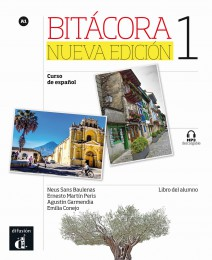 A1
BITÁCORA
NUEVA EDICIÓN 1
Curso
de español
MP3
descargable
Neus Sans Baulenas
Ernesto Martín Peris
Agustín Garmendia
Emilia Conejo
Libro del alumno
difusión